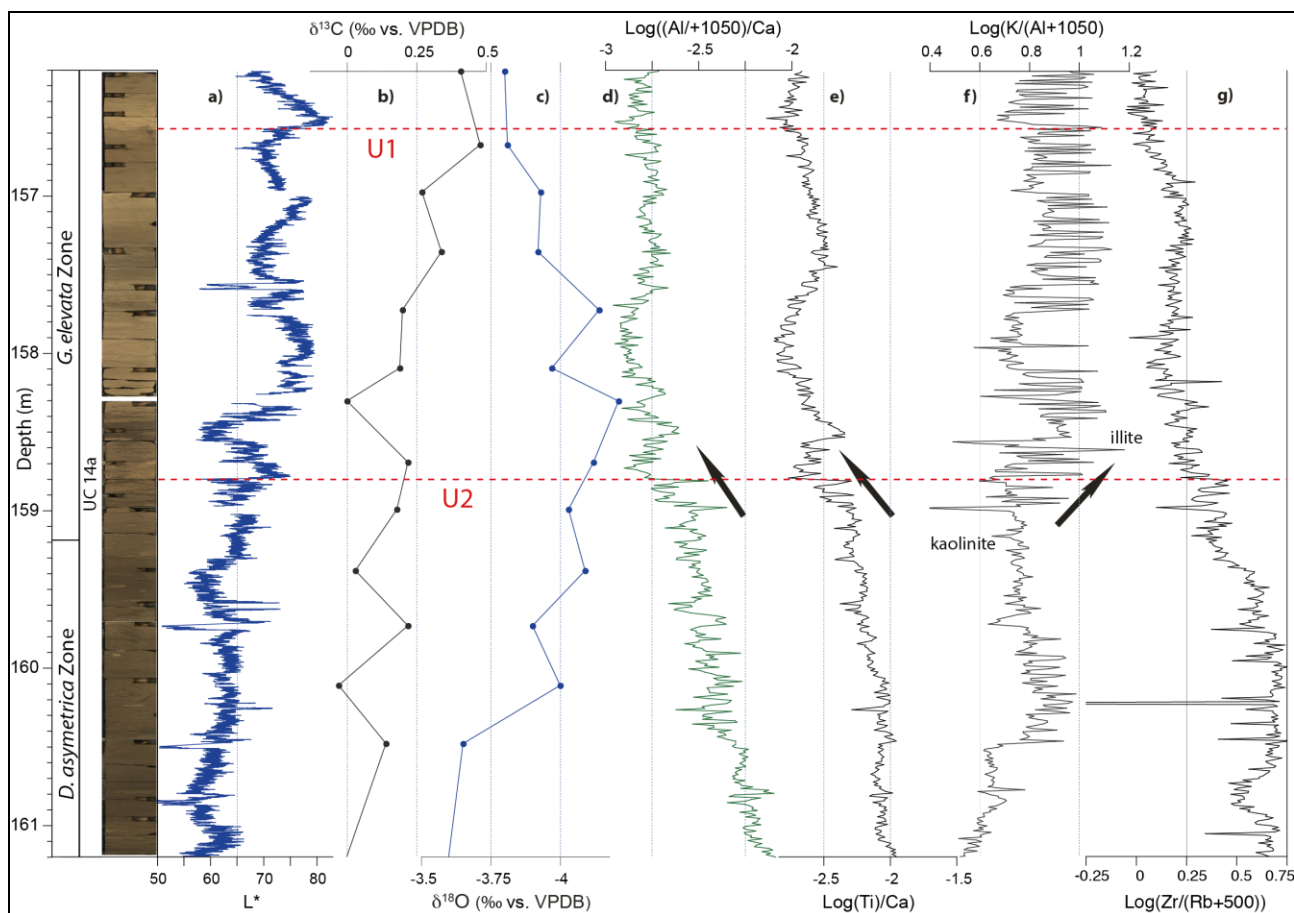 δ13C (‰ vs. VPDB)
0 0.25 0.5
Log((Al/+1050)/Ca)
-3 -2.5 -2
Log(K/(Al+1050)
0.4 0.6 0.8 1 1.2
a)
b)
c)
d)
e)
f)
g)
U1
157
G. elevata Zone
158
Depth (m)
UC 14a
illite
U2
159
kaolinite
D. asymetrica Zone
160
161
50 60 70 80
L*
-3.5 -3.75 -4
δ18O (‰ vs. VPDB)
-2.5 -2 -1.5
Log(Ti)/Ca
-0.25 0 0.25 0.5 0.75
Log(Zr/(Rb+500))